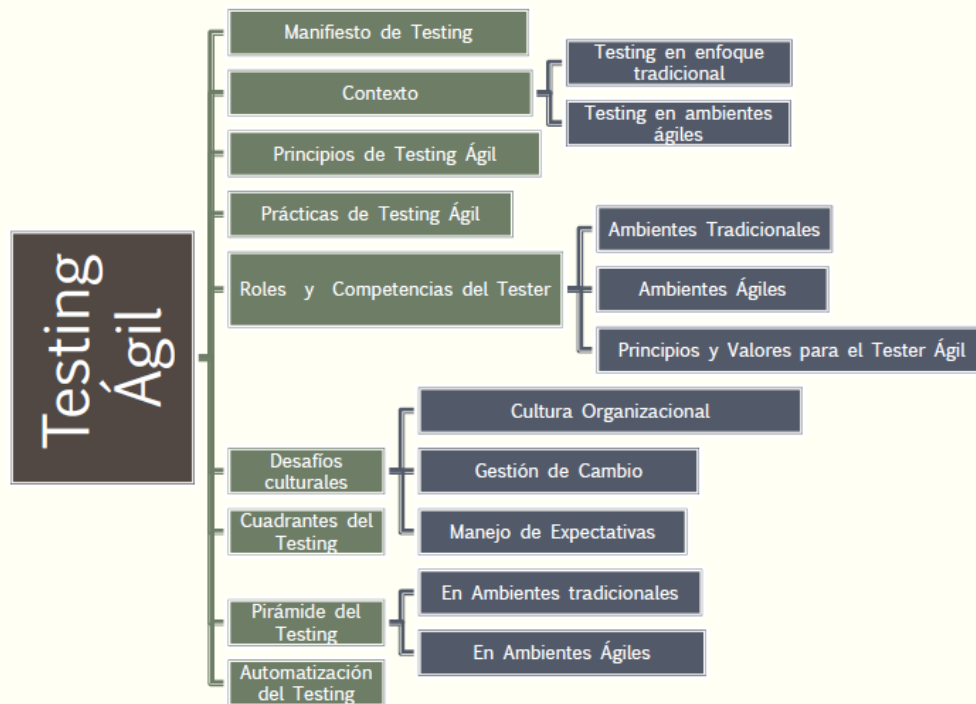 Testing
Ágil
Manifiesto de Testing
Contexto
Testing en enfoque
tradicional
Testing en ambientes
ágiles
Principios de Testing Ágil
Prácticas de Testing Ágil
Roles y Competencias del Tester
Ambientes Tradicionales
Ambientes Ágiles
Principios y Valores para el Tester Ágil
Desafíos
culturales
Cultura Organizacional
Gestión de Cambio
Manejo de Expectativas
Cuadrantes del
Testing
Pirámide del
Testing
En Ambientes tradicionales
En Ambientes Ágiles
Automatización
del Testing